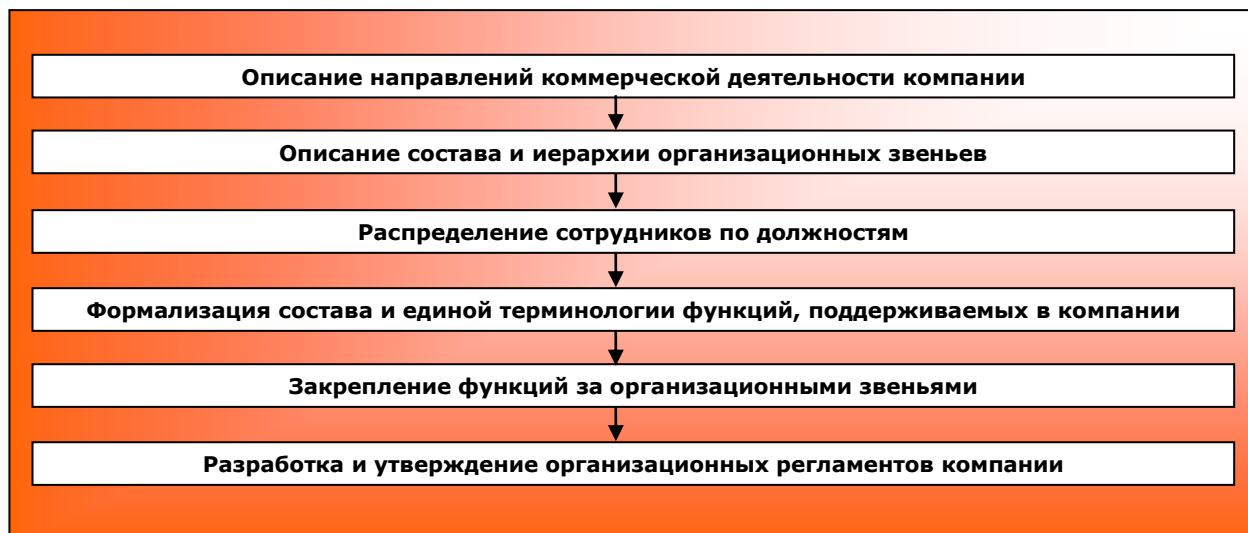 Описание направлений коммерческой деятельности компании
Описание состава и иерархии организационных звеньев
Распределение сотрудников по должностям
Формализация состава и единой терминологии функций, поддерживаемых в компании
Закрепление функций за организационными звеньями
Разработка и утверждение организационных регламентов компании